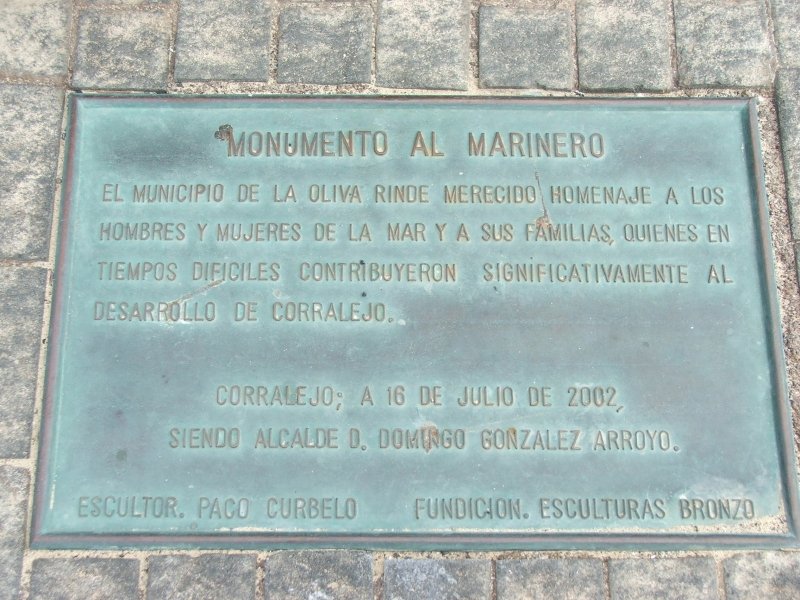 MONUMENTO AL MARINERO
EL MUNICIPIO DE LA OLIVA RINDE MERECIDO HOMENAJE A LOS
HOMBRES Y MUJERES DE LA MAR Y A SUS FAMILIAS, QUIENES EN
TIEMPOS DIFICILES CONTRIBUYERON SIGNIFICATIVAMENTE AL
DESARROLLO DE CORRALEJO.
CORRALEJO; A 16 DE JULIO DE 2002,
SIENDO ALCALDE D. DOMINGO GONZALEZ ARROYO.
ESCULTOR. PACO CURBELO FUNDICION. ESCULTURAS BRONZO